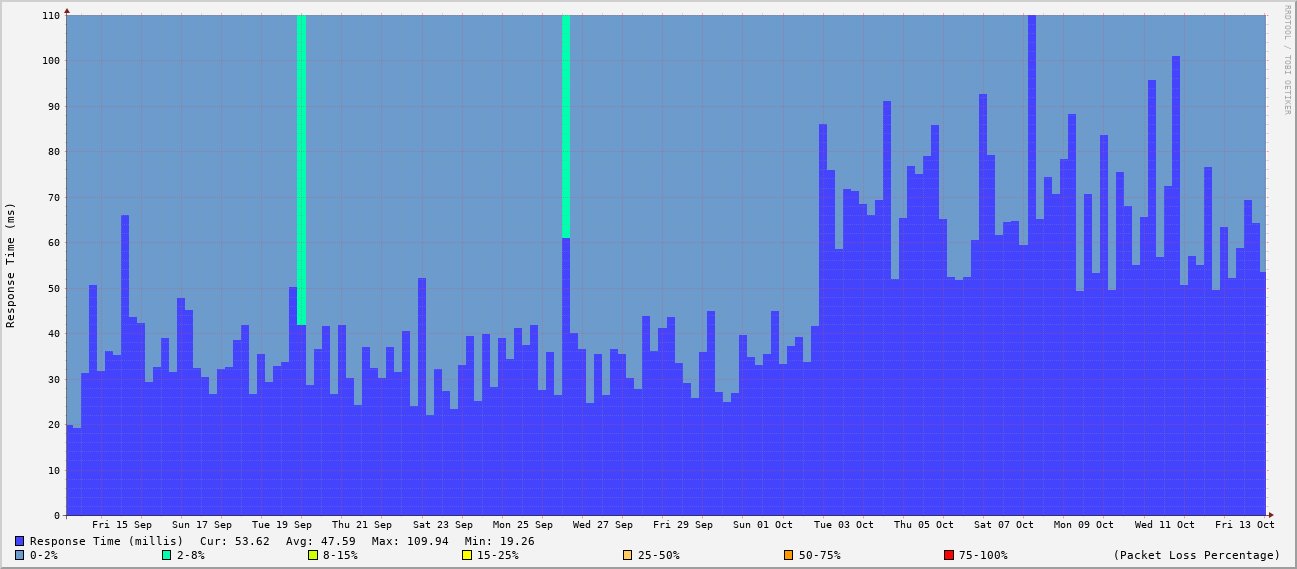 RRDTOOL / TOBI OETIKER
Response Time (ms)
110
100
90
80
70
60
50
40
30
20
10
0
Fri 15 Sep Sun 17 Sep Tue 19 Sep Thu 21 Sep Sat 23 Sep Mon 25 Sep Wed 27 Sep Fri 29 Sep Sun 01 Oct Tue 03 Oct Thu 05 Oct Sat 07 Oct Mon 09 Oct Wed 11 Oct Fri 13 Oct
Response Time (millis) Cur: 53.62 Avg: 47.59 Max: 109.94 Min: 19.26
0-2% 2-8% 8-15% 15-25% 25-50% 50-75% 75-100% (Packet Loss Percentage)